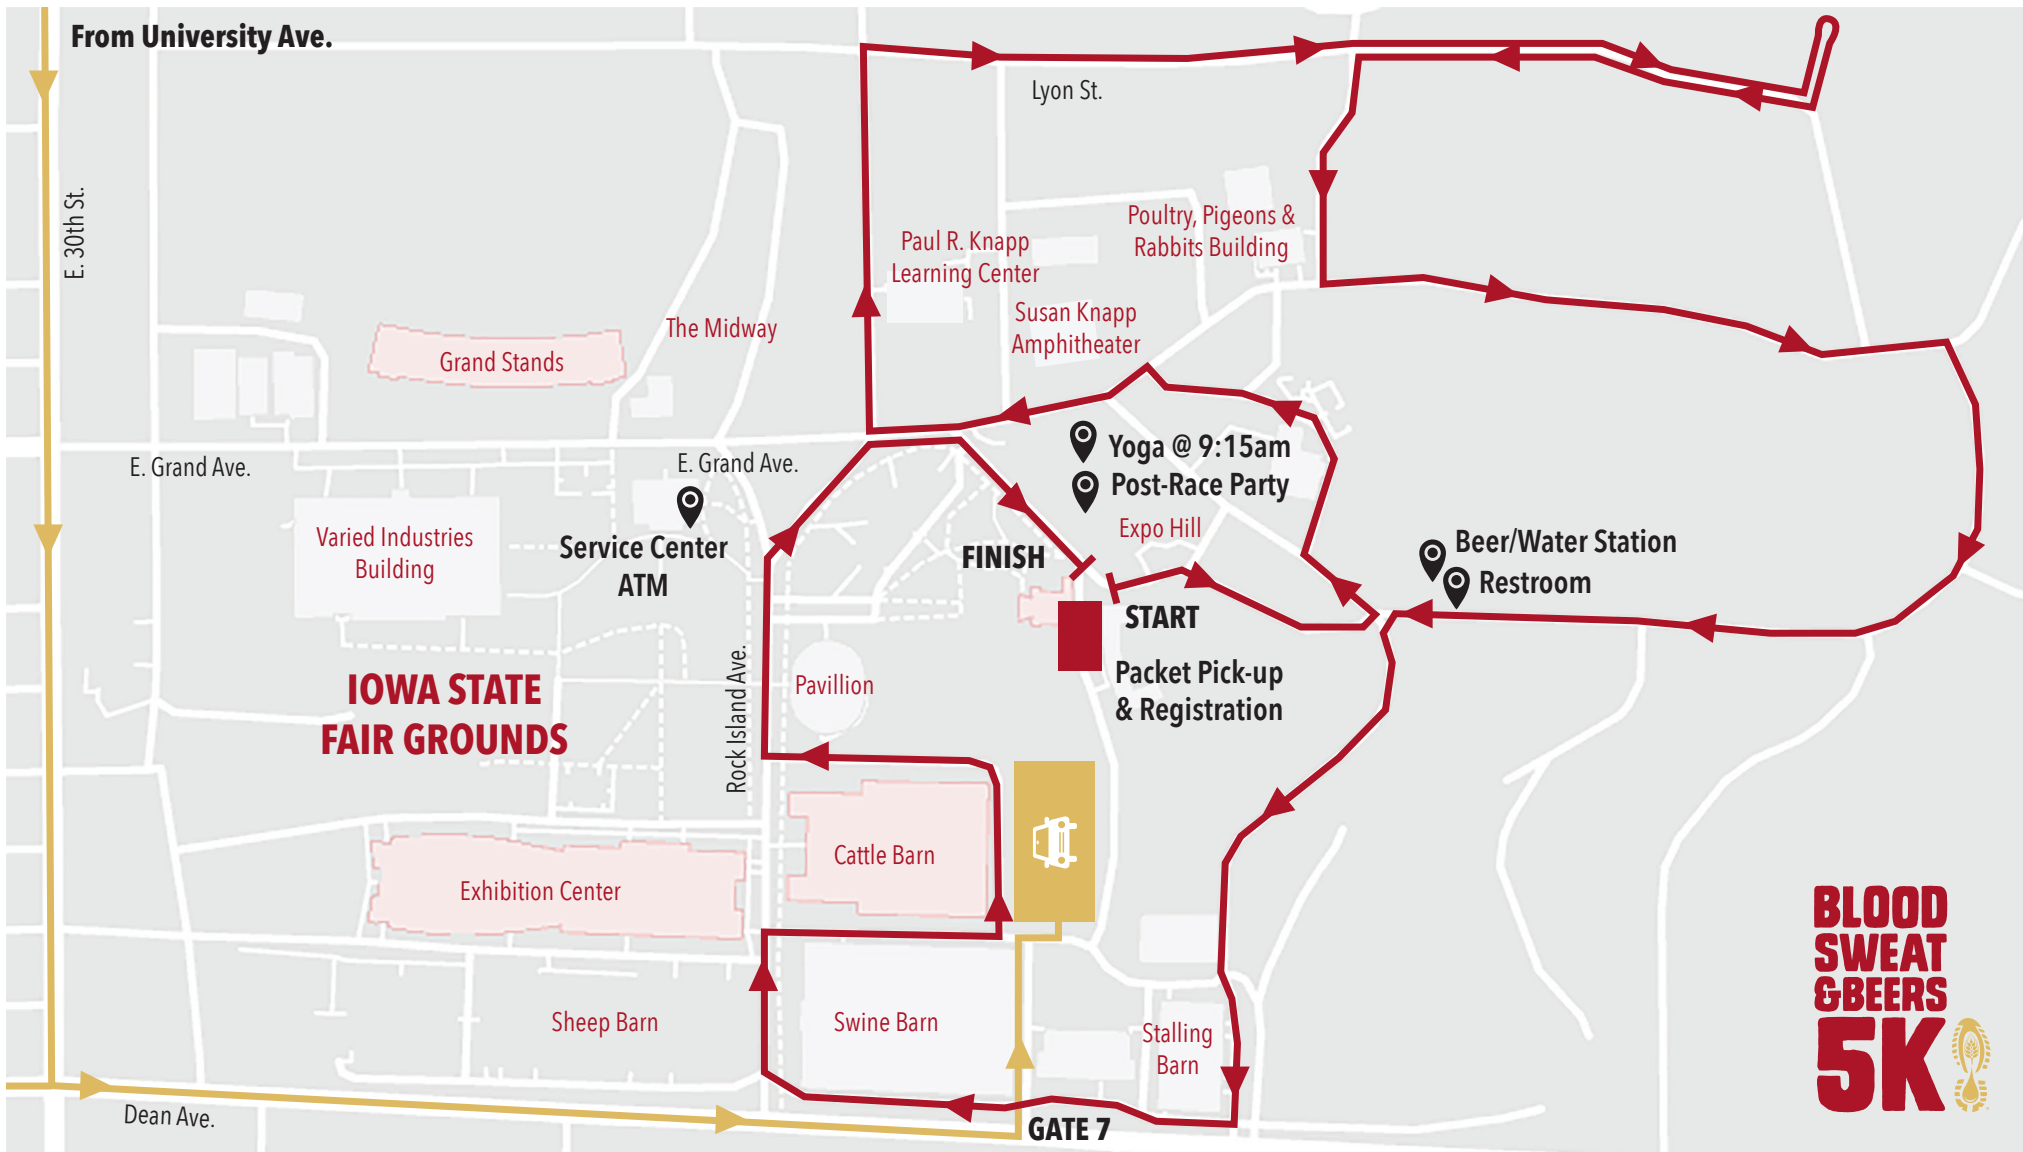 From University Ave.
Lyon St.
E. 30th St.
Poultry, Pigeons &
Rabbits Building
Paul R. Knapp
Learning Center
Susan Knapp
Amphitheater
The Midway
Grand Stands
E. Grand Ave.
E. Grand Ave.
Yoga @ 9:15am
Post-Race Party
Expo Hill
Varied Industries
Building
Service Center
ATM
FINISH
START
Beer/Water Station
Restroom
Packet Pick-up
& Registration
IOWA STATE
FAIR GROUNDS
Rock Island Ave.
Pavillion
Cattle Barn
Exhibition Center
Sheep Barn
Swine Barn
Stalling
Barn
Dean Ave.
GATE 7
BLOOD
SWEAT
&BEERS
5K